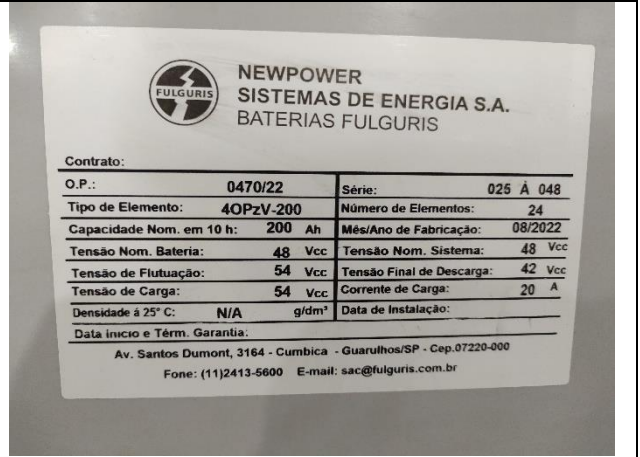 FULGURIS
NEWPOWER
SISTEMAS DE ENERGIA S.A.
BATERIAS FULGURIS
Contrato:
O.P.: 0470/22 Série: 025 À 048
Tipo de Elemento: 4OPzV-200 Número de Elementos: 24
Capacidade Nom. em 10 h: 200 Ah Mês/Ano de Fabricação: 08/2022
Tensão Nom. Bateria: 48 Vcc Tensão Nom. Sistema: 48 Vcc
Tensão de Flutuação: 54 Vcc Tensão Final de Descarga: 42 Vcc
Tensão de Carga: 54 Vcc Corrente de Carga: 20 A
Densidade á 25° C: N/A g/dm³ Data de Instalação:
Data início e Térm. Garantia:
Av. Santos Dumont, 3164 - Cumbica - Guarulhos/SP - Cep.07220-000
Fone: (11)2413-5600 E-mail: sac@fulguris.com.br